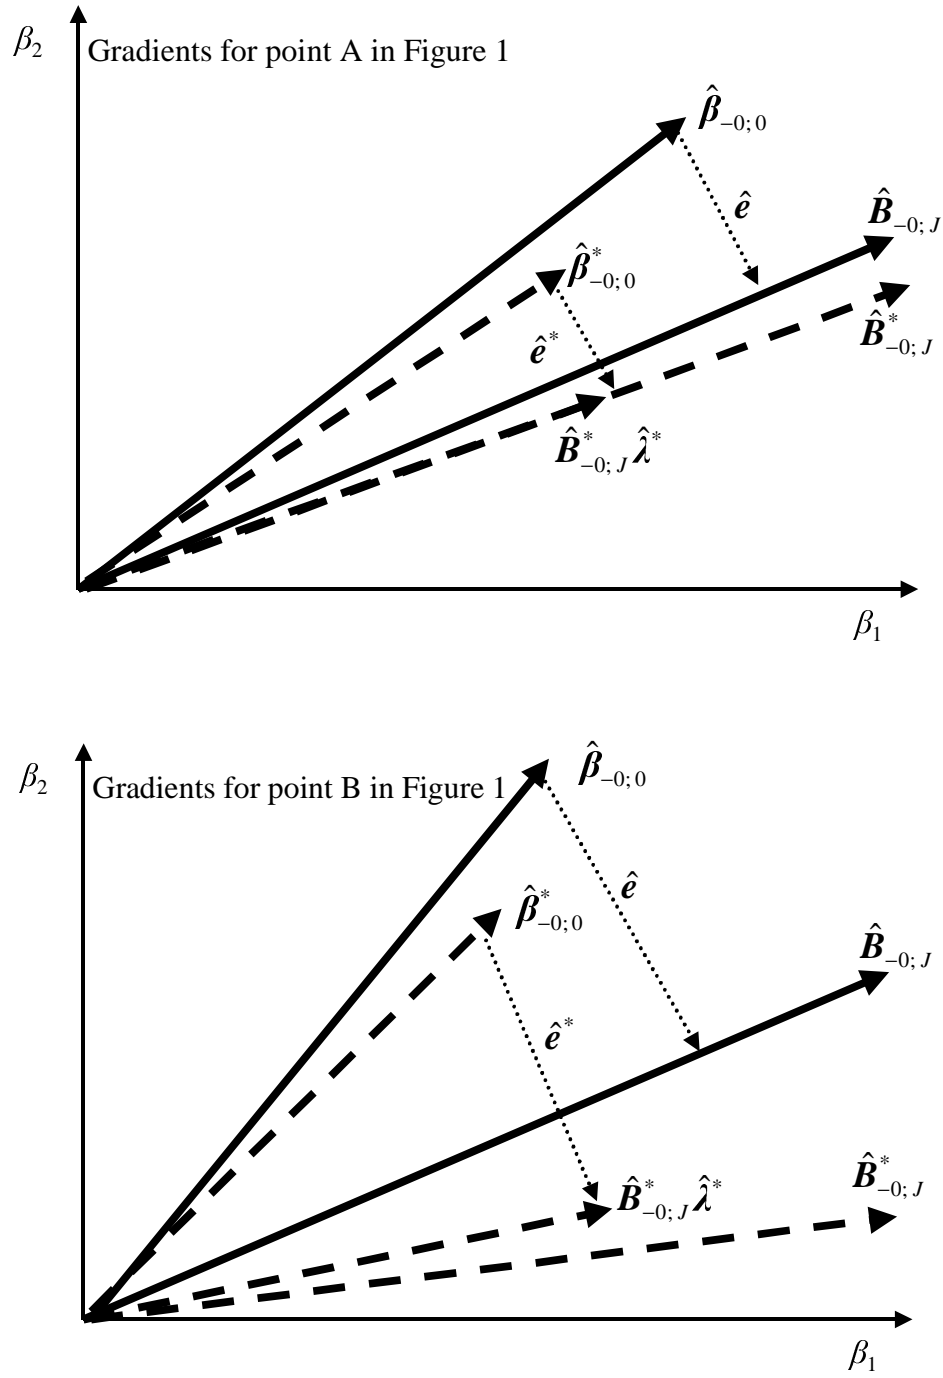 β₂
Gradients for point A in Figure 1
β̂₋₀;₀
ê
B̂₋₀;J
β̂*₋₀;₀
B̂*₋₀;J
ê*
B̂*₋₀;J λ̂*
β₁
β₂
Gradients for point B in Figure 1
β̂₋₀;₀
ê
β̂*₋₀;₀
B̂₋₀;J
ê*
B̂*₋₀;J
B̂*₋₀;J λ̂*
β₁